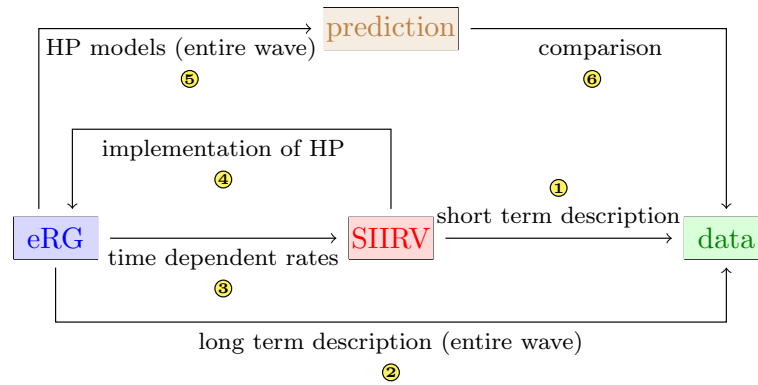 prediction
HP models (entire wave)
⑤
comparison
⑥
implementation of HP
④
①
short term description
eRG
SIIRV
data
time dependent rates
③
long term description (entire wave)
②